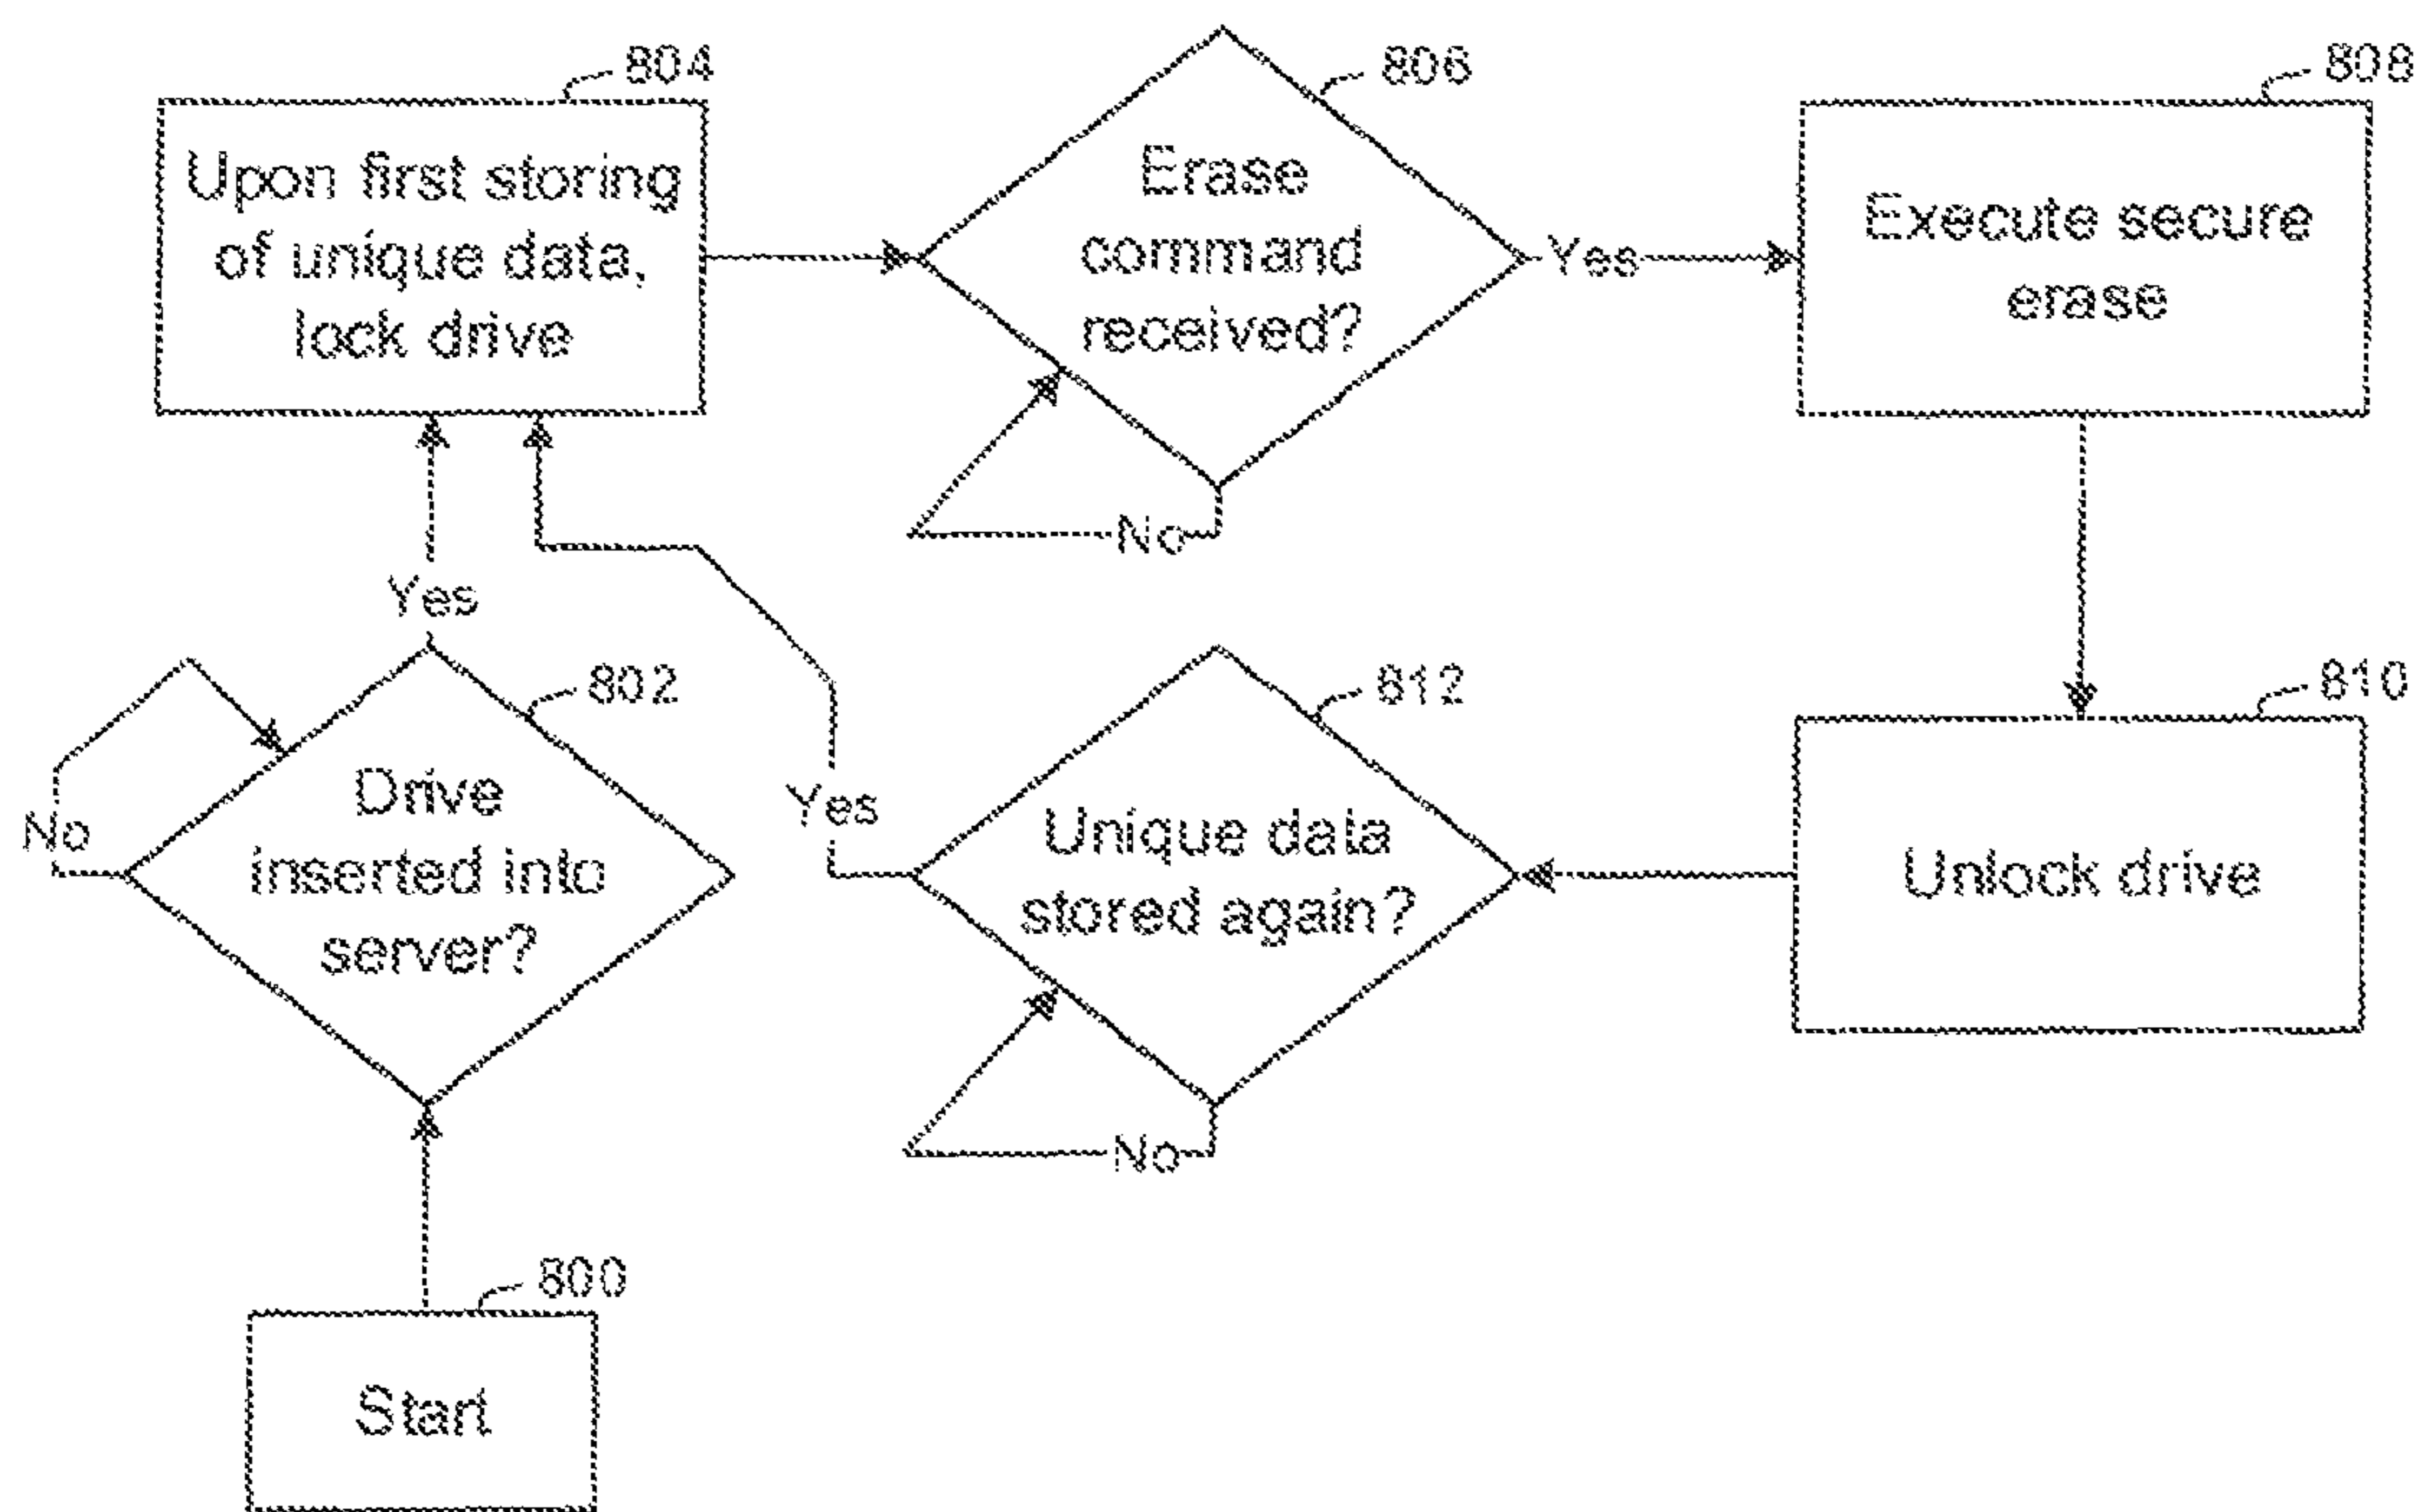 804
Upon first storing
of unique data,
lock drive
806
Erase
command
received?
Yes
No
808
Execute secure
erase
Yes
802
Drive
inserted into
server?
No
Yes
812
Unique data
stored again?
No
810
Unlock drive
800
Start